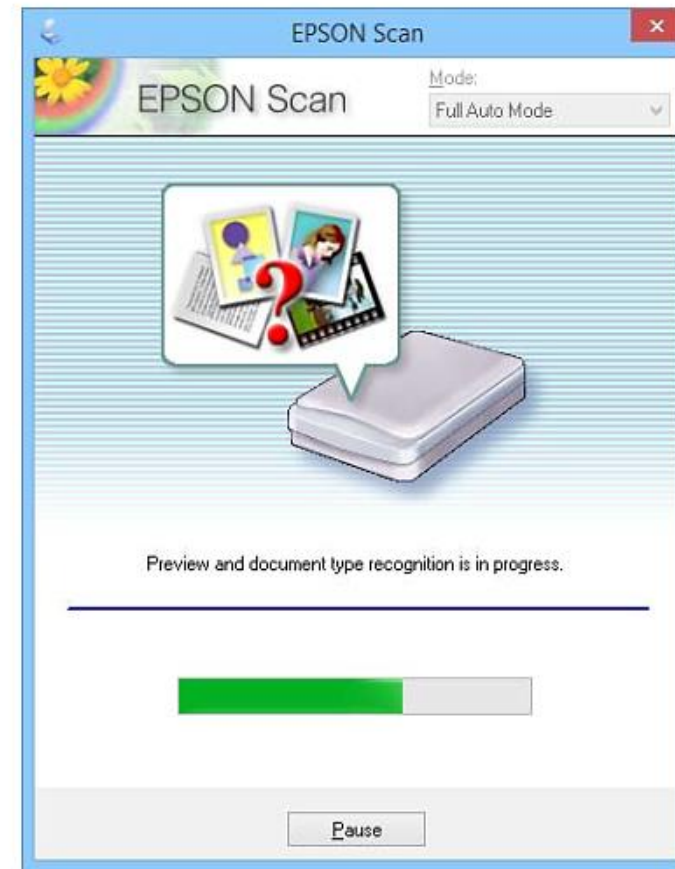 EPSON Scan
EPSON Scan
Mode:
Full Auto Mode
Preview and document type recognition is in progress.
Pause